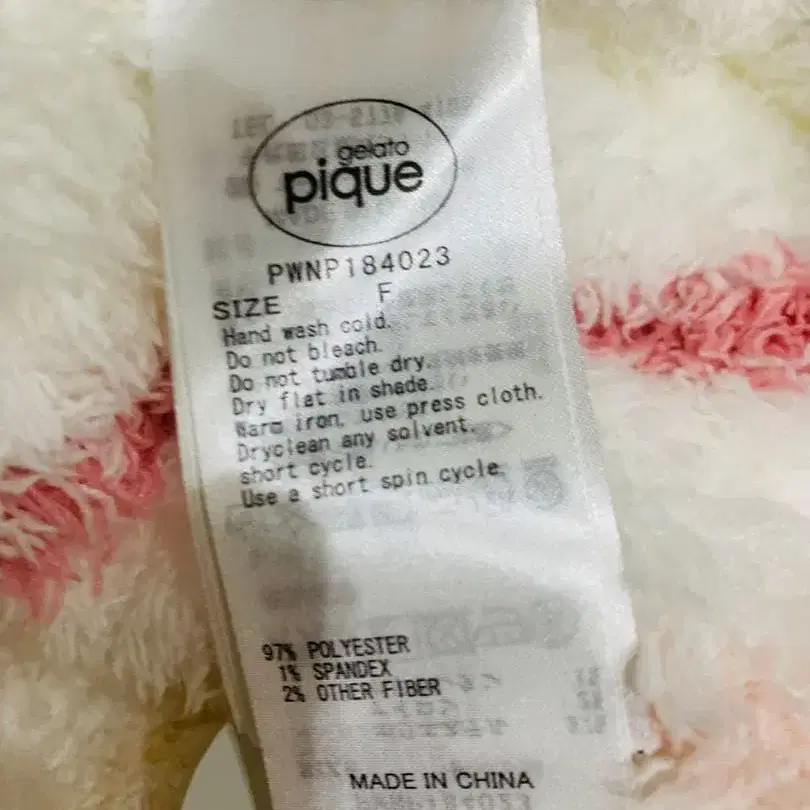 gelato
pique
PWNP184023
SIZE F
Hand wash cold.
Do not bleach.
Do not tumble dry.
Dry flat in shade.
Warm iron, use press cloth.
Dryclean any solvent.
short cycle.
Use a short spin cycle.
97% POLYESTER
1% SPANDEX
2% OTHER FIBER
MADE IN CHINA